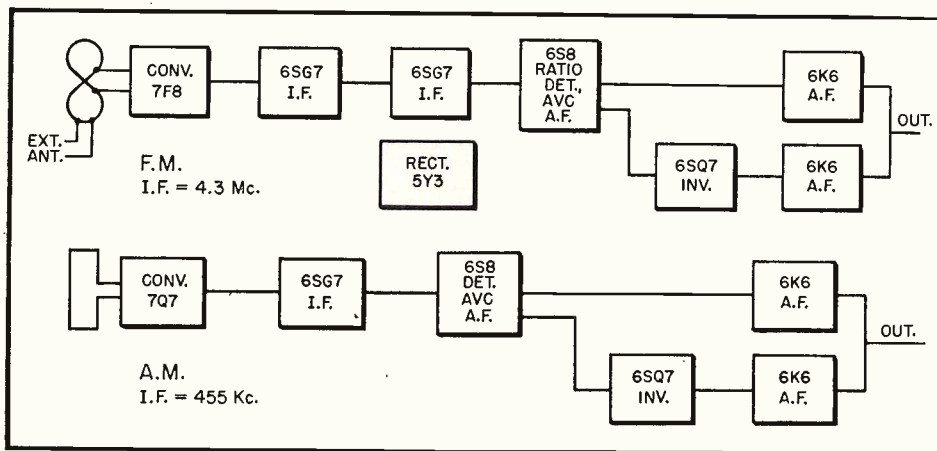 CONV.
7F8
6SG7
I.F.
6SG7
I.F.
6S8
RATIO
DET.,
AVC
A.F.
6K6
A.F.
OUT.
EXT.
ANT.
F.M.
I.F. = 4.3 Mc.
RECT.
5Y3
6SQ7
INV.
6K6
A.F.
CONV.
7Q7
6SG7
I.F.
6S8
DET.
AVC
A.F.
6K6
A.F.
OUT.
A.M.
I.F. = 455 Kc.
6SQ7
INV.
6K6
A.F.